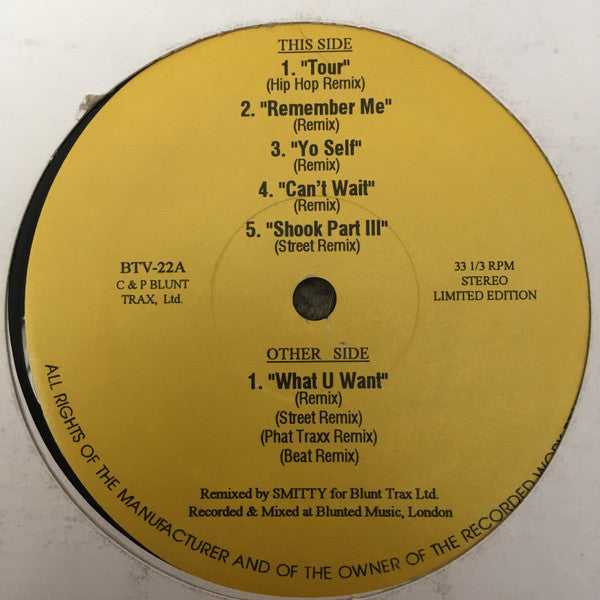 THIS SIDE
1. "Tour"
(Hip Hop Remix)
2. "Remember Me"
(Remix)
3. "Yo Self"
(Remix)
4. "Can't Wait"
(Remix)
5. "Shook Part III"
(Street Remix)
BTV-22A
C & P BLUNT
TRAX, Ltd.
33 1/3 RPM
STEREO
LIMITED EDITION
OTHER SIDE
1. "What U Want"
(Remix)
(Street Remix)
(Phat Traxx Remix)
(Beat Remix)
Remixed by SMITTY for Blunt Trax Ltd.
Recorded & Mixed at Blunted Music, London
ALL RIGHTS OF THE MANUFACTURER AND OF THE OWNER OF THE RECORDED